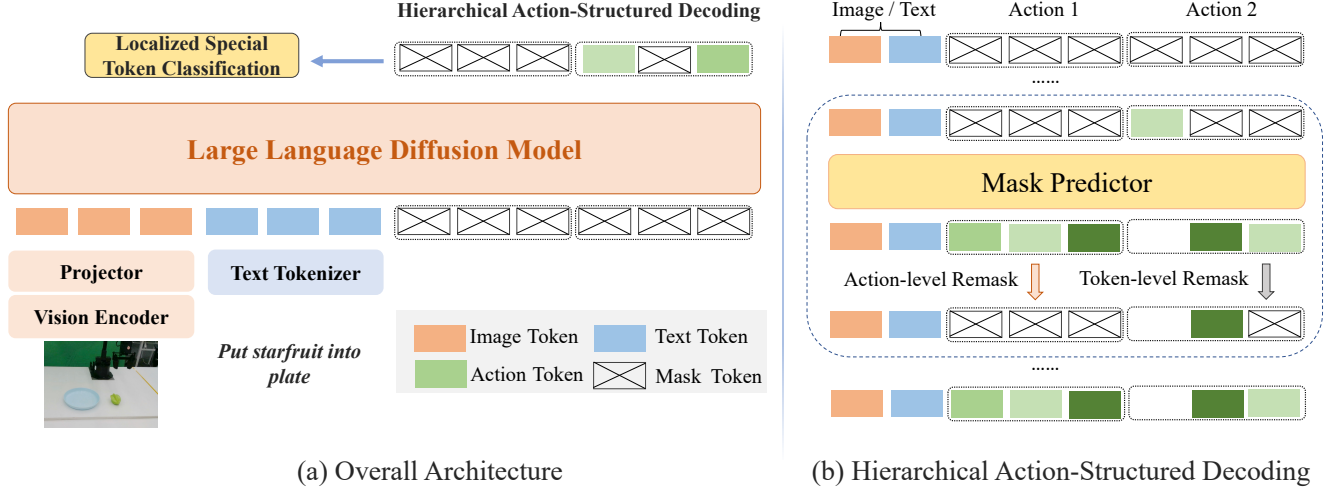 Hierarchical Action-Structured Decoding
Localized Special
Token Classification
Large Language Diffusion Model
Projector
Text Tokenizer
Vision Encoder
Put starfruit into
plate
Image Token
Text Token
Action Token
Mask Token
(a) Overall Architecture
Image / Text
Action 1
Action 2
......
Mask Predictor
Action-level Remask
Token-level Remask
......
(b) Hierarchical Action-Structured Decoding